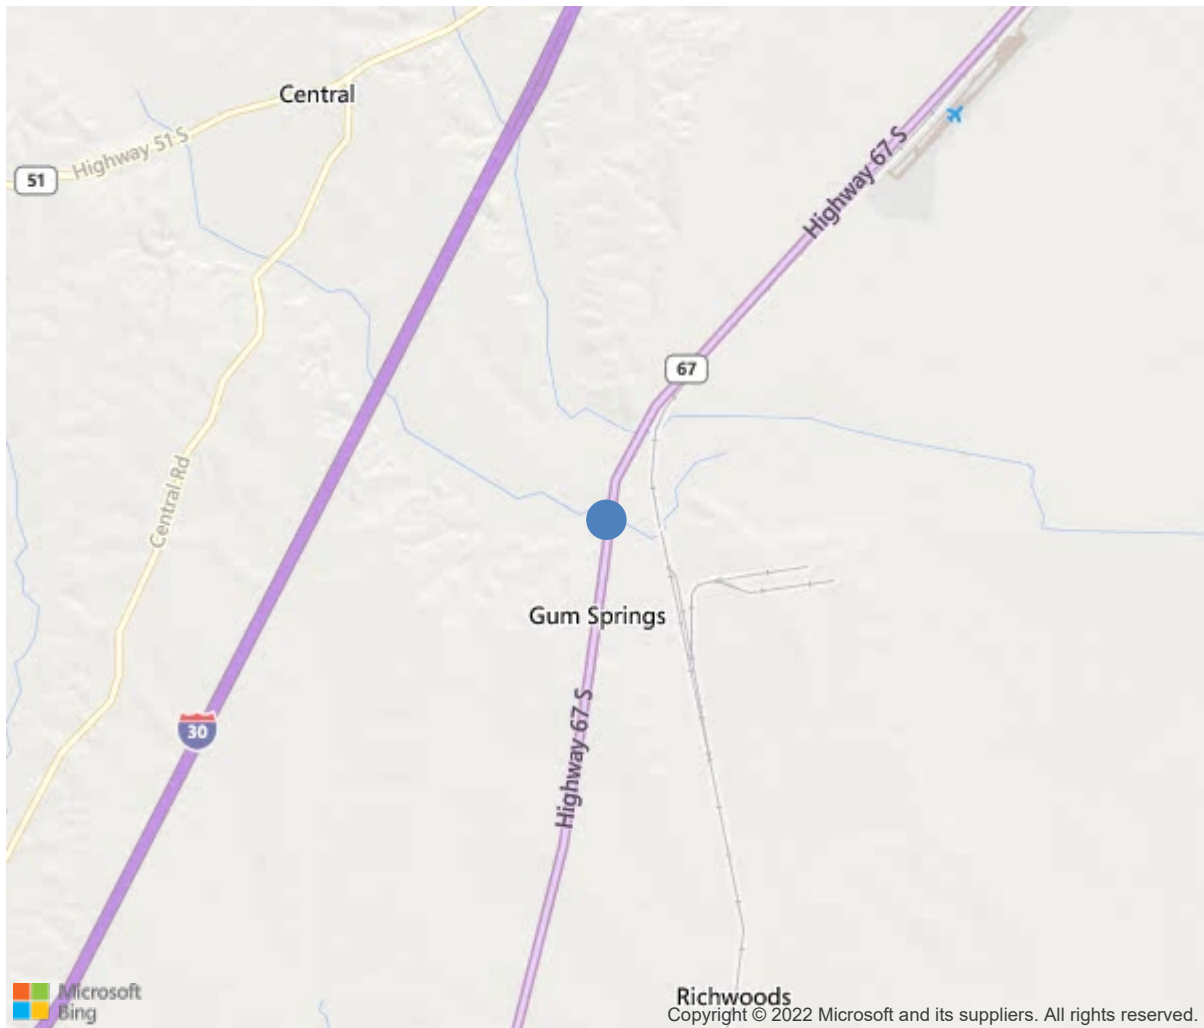 Central
Highway 51 S
51
Highway 67 S
67
Central Rd
Gum Springs
Highway 67 S
30
Microsoft
Bing
Richwoods
Copyright © 2022 Microsoft and its suppliers. All rights reserved.